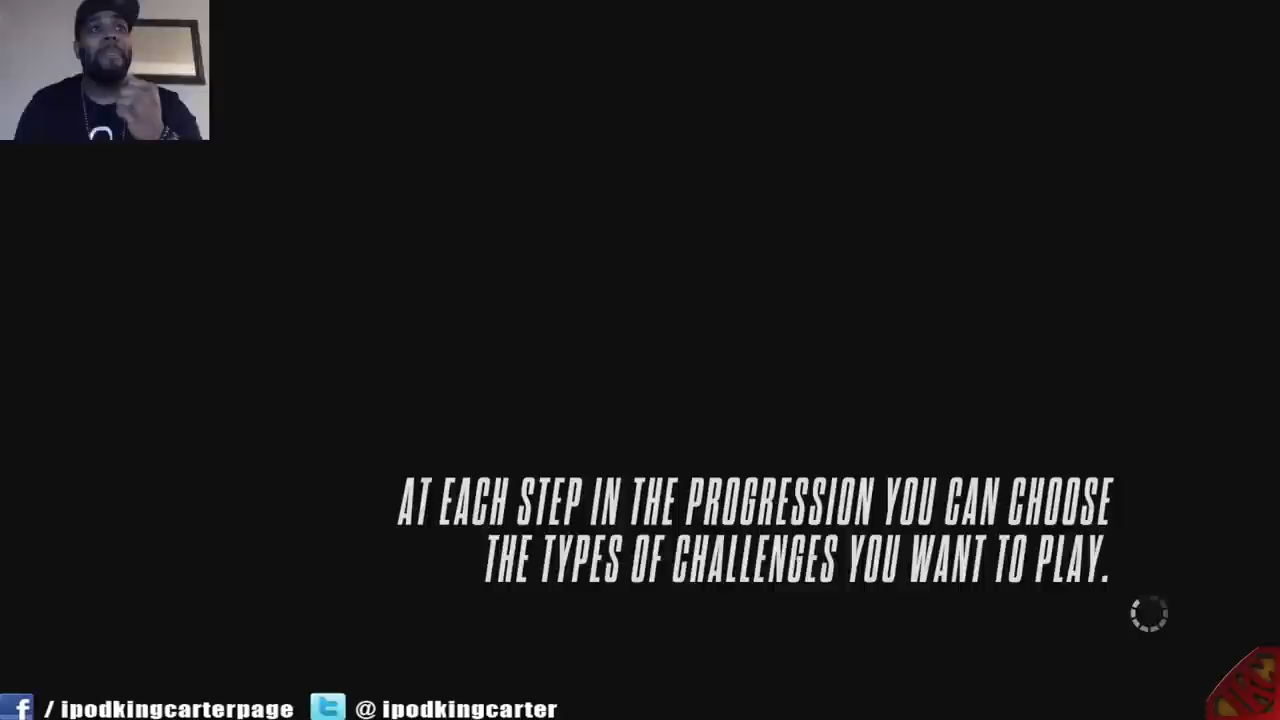 AT EACH STEP IN THE PROGRESSION YOU CAN CHOOSE
THE TYPES OF CHALLENGES YOU WANT TO PLAY.
f / ipodkingcarterpage t @ ipodkingcarter